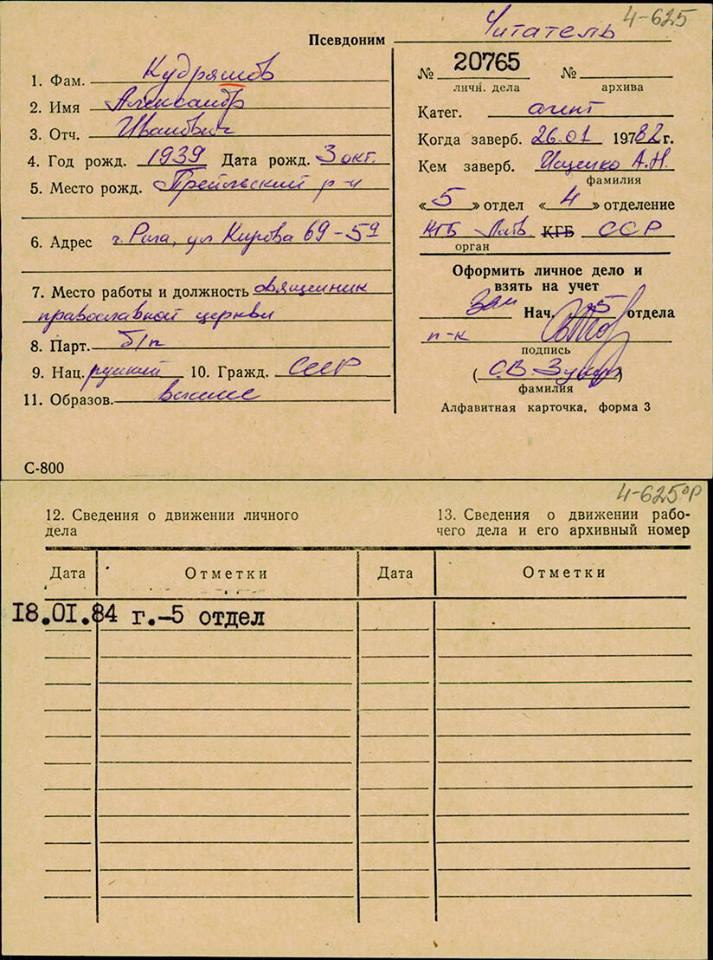 4-625
Псевдоним Читатель
1. Фам. Кудряшов
2. Имя Александр
3. Отч. Иванович
4. Год рожд. 1939 Дата рожд. 3 окт.
5. Место рожд. Прейльский р-н
6. Адрес г. Рига, ул Кирова 69-59
7. Место работы и должность священник
православной церкви
8. Парт. б/п
9. Нац. русский 10. Гражд. СССР
11. Образов. высшее
С-800
№ 20765 № 
личн. дела архива
Катег. агент
Когда заверб. 26.01 1982 г.
Кем заверб. Ищенко А.Н.
фамилия
«5» отдел «4» отделение
КГБ Латв КГБ ССР
орган
Оформить личное дело и
взять на учет
Зам Нач. 5 отдела
п-к
подпись
(С.В. )
фамилия
Алфавитная карточка, форма 3
4-625 ор
12. Сведения о движении личного
дела
13. Сведения о движении рабо-
чего дела и его архивный номер
Дата Отметки Дата Отметки
18.01.84 г.-5 отдел